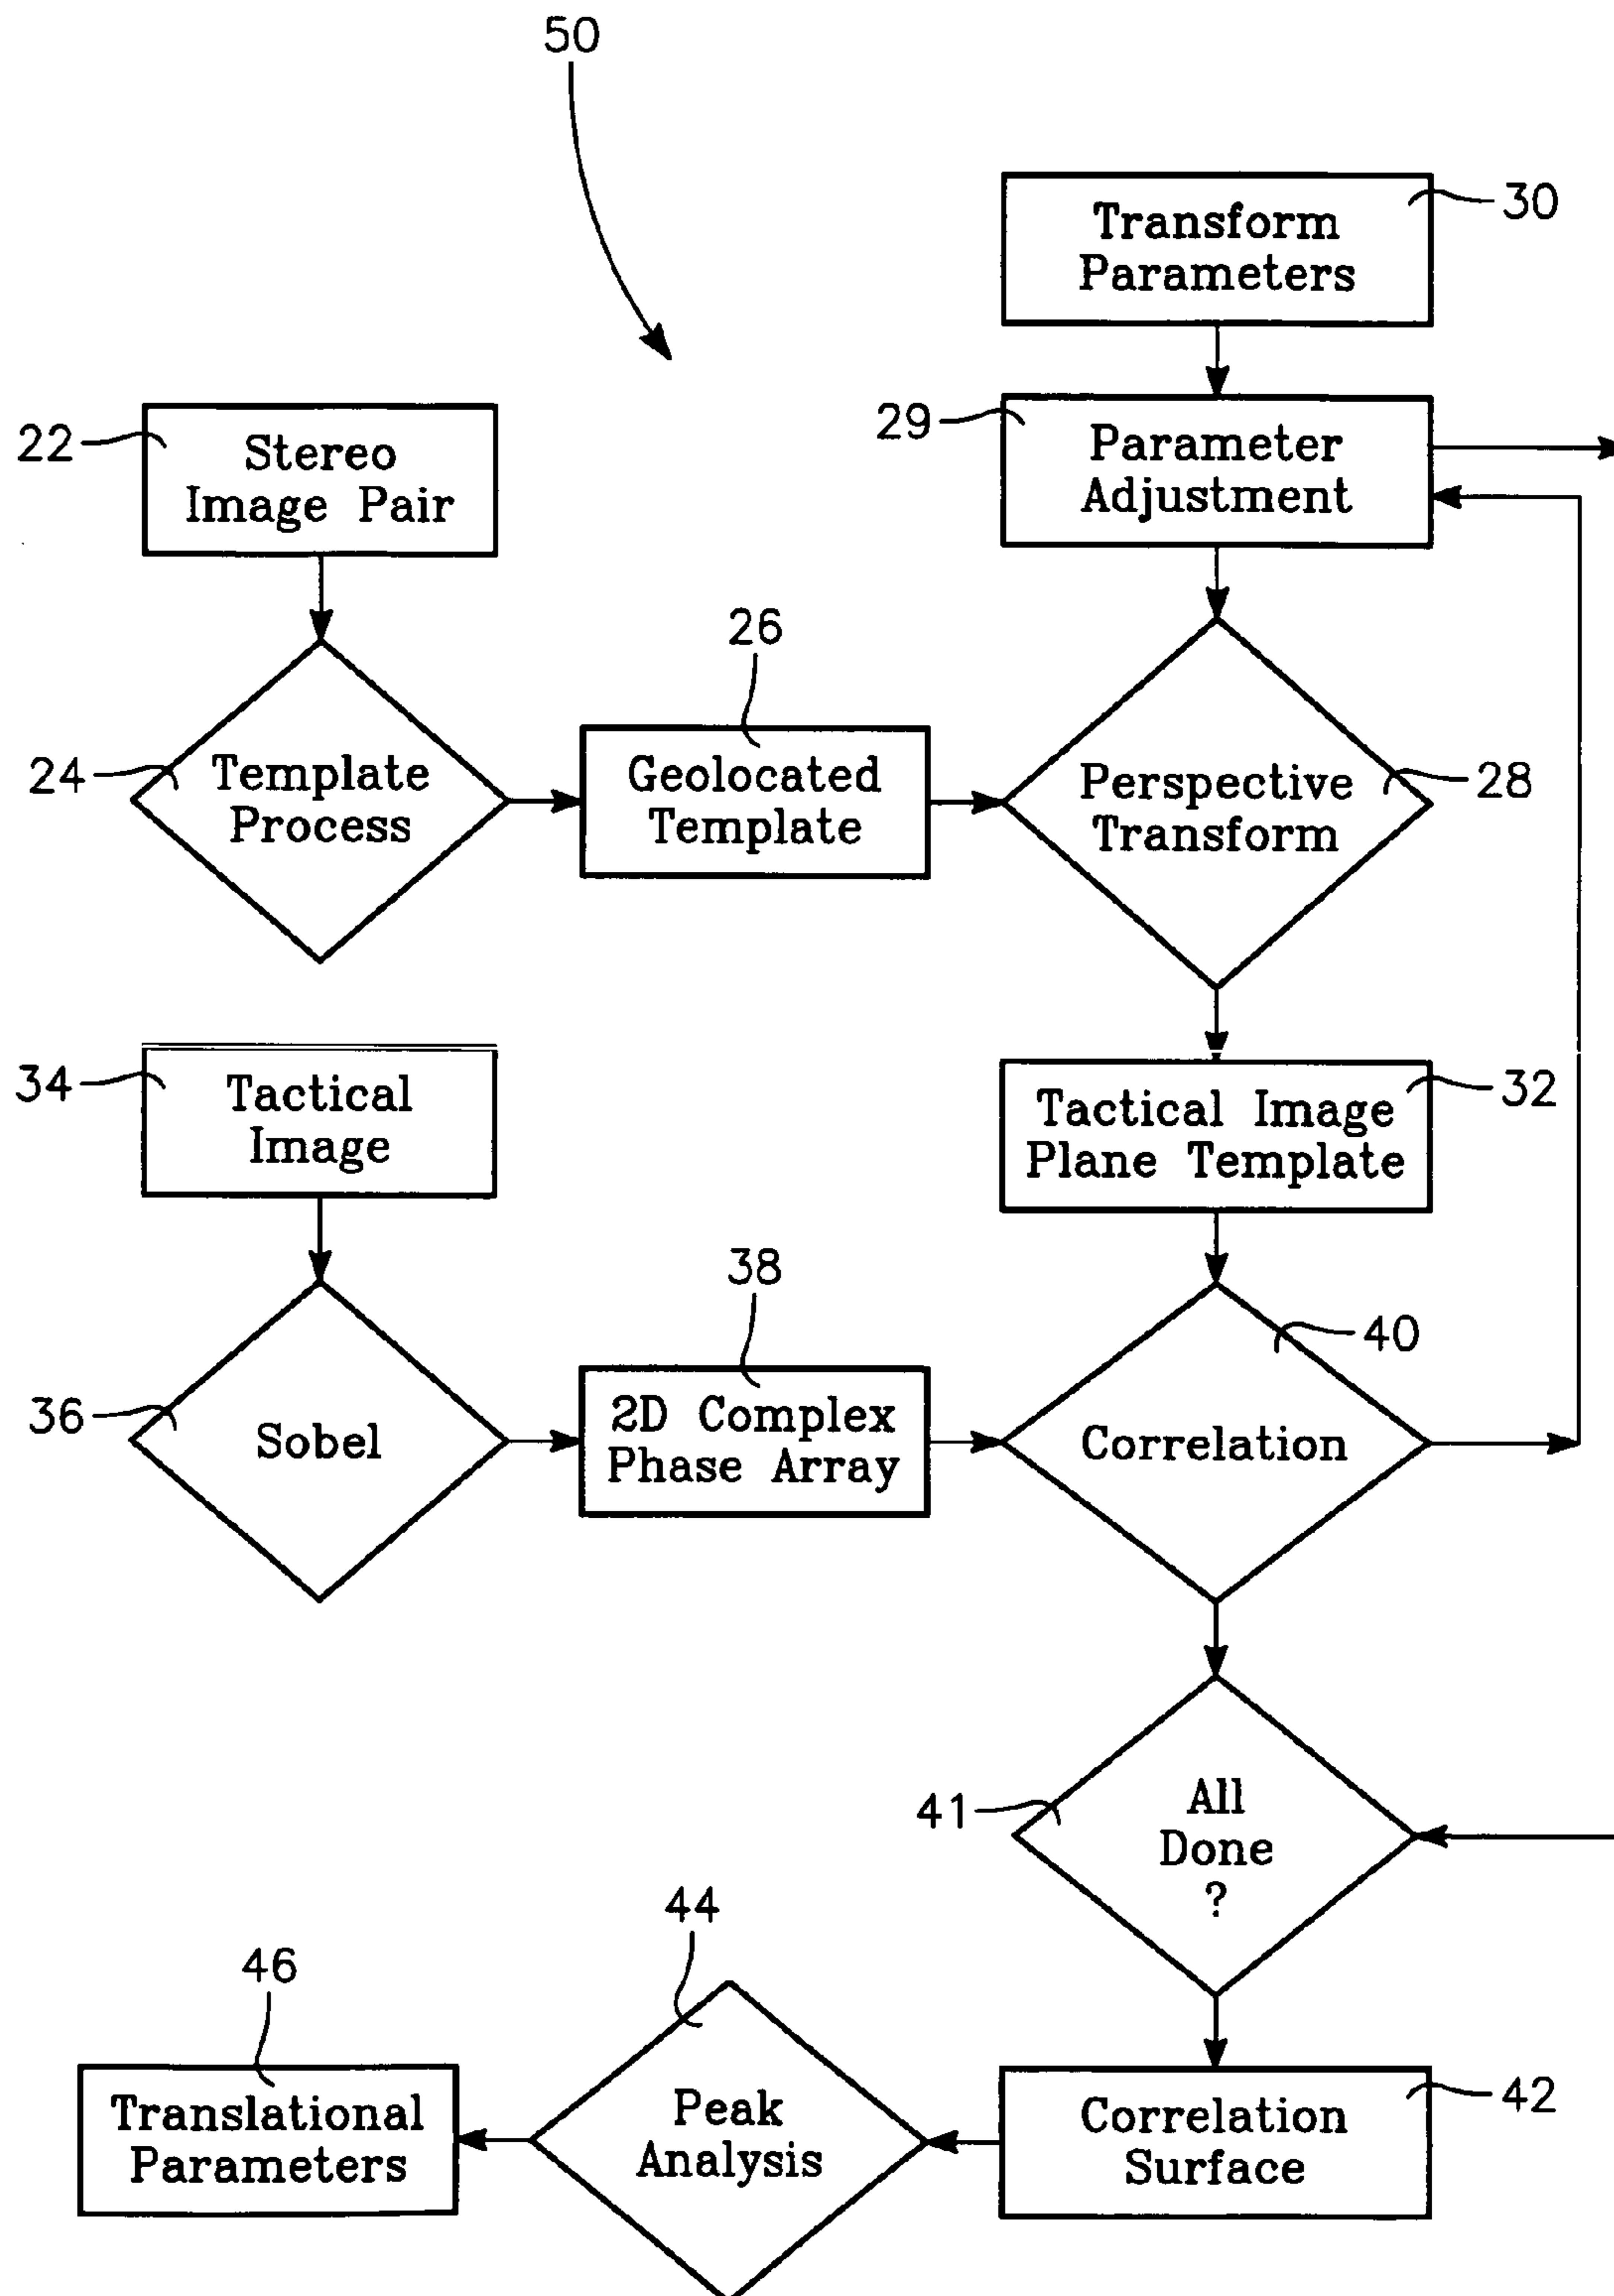 50
30
Transform
Parameters
29
Parameter
Adjustment
22
Stereo
Image Pair
26
24
Template
Process
Geolocated
Template
Perspective
Transform
28
34
Tactical
Image
32
Tactical Image
Plane Template
38
40
36
Sobel
2D Complex
Phase Array
Correlation
41
All
Done
?
44
46
Translational
Parameters
Peak
Analysis
42
Correlation
Surface